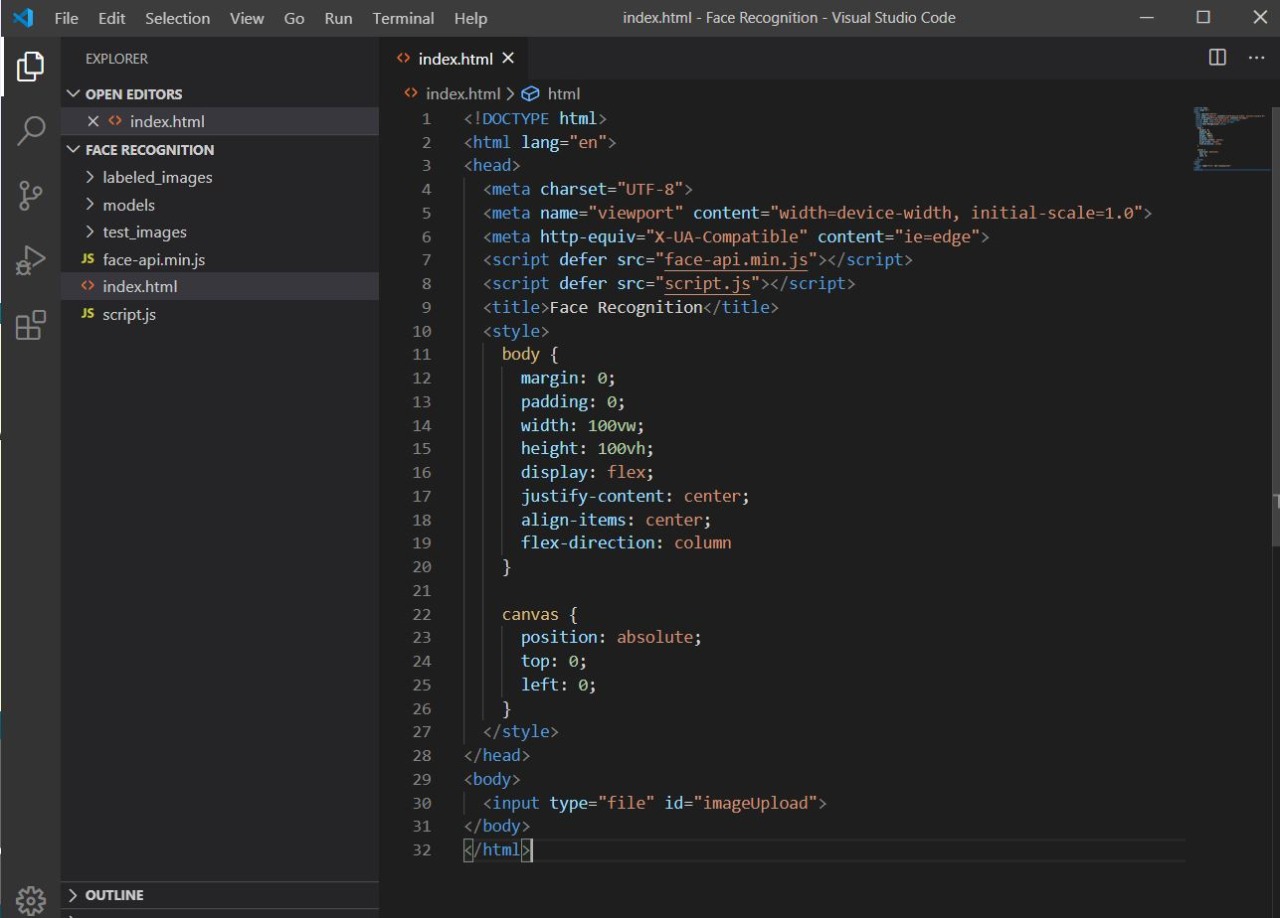 File Edit Selection View Go Run Terminal Help index.html - Face Recognition - Visual Studio Code
EXPLORER
OPEN EDITORS
index.html
FACE RECOGNITION
labeled_images
models
test_images
JS face-api.min.js
index.html
JS script.js
OUTLINE
index.html
index.html > html
1 <!DOCTYPE html>
2 <html lang="en">
3 <head>
4 <meta charset="UTF-8">
5 <meta name="viewport" content="width=device-width, initial-scale=1.0">
6 <meta http-equiv="X-UA-Compatible" content="ie=edge">
7 <script defer src="face-api.min.js"></script>
8 <script defer src="script.js"></script>
9 <title>Face Recognition</title>
10 <style>
11 body {
12 margin: 0;
13 padding: 0;
14 width: 100vw;
15 height: 100vh;
16 display: flex;
17 justify-content: center;
18 align-items: center;
19 flex-direction: column
20 }
21
22 canvas {
23 position: absolute;
24 top: 0;
25 left: 0;
26 }
27 </style>
28 </head>
29 <body>
30 <input type="file" id="imageUpload">
31 </body>
32 </html>